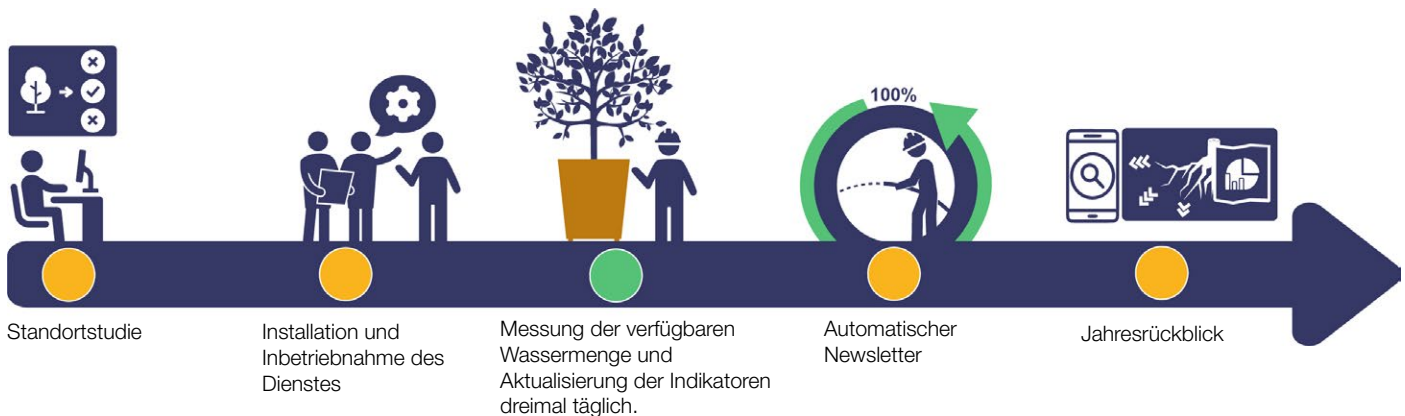 100%
Standortstudie
Installation und
Inbetriebnahme des
Dienstes
Messung der verfügbaren
Wassermenge und
Aktualisierung der Indikatoren
dreimal täglich.
Automatischer
Newsletter
Jahresrückblick